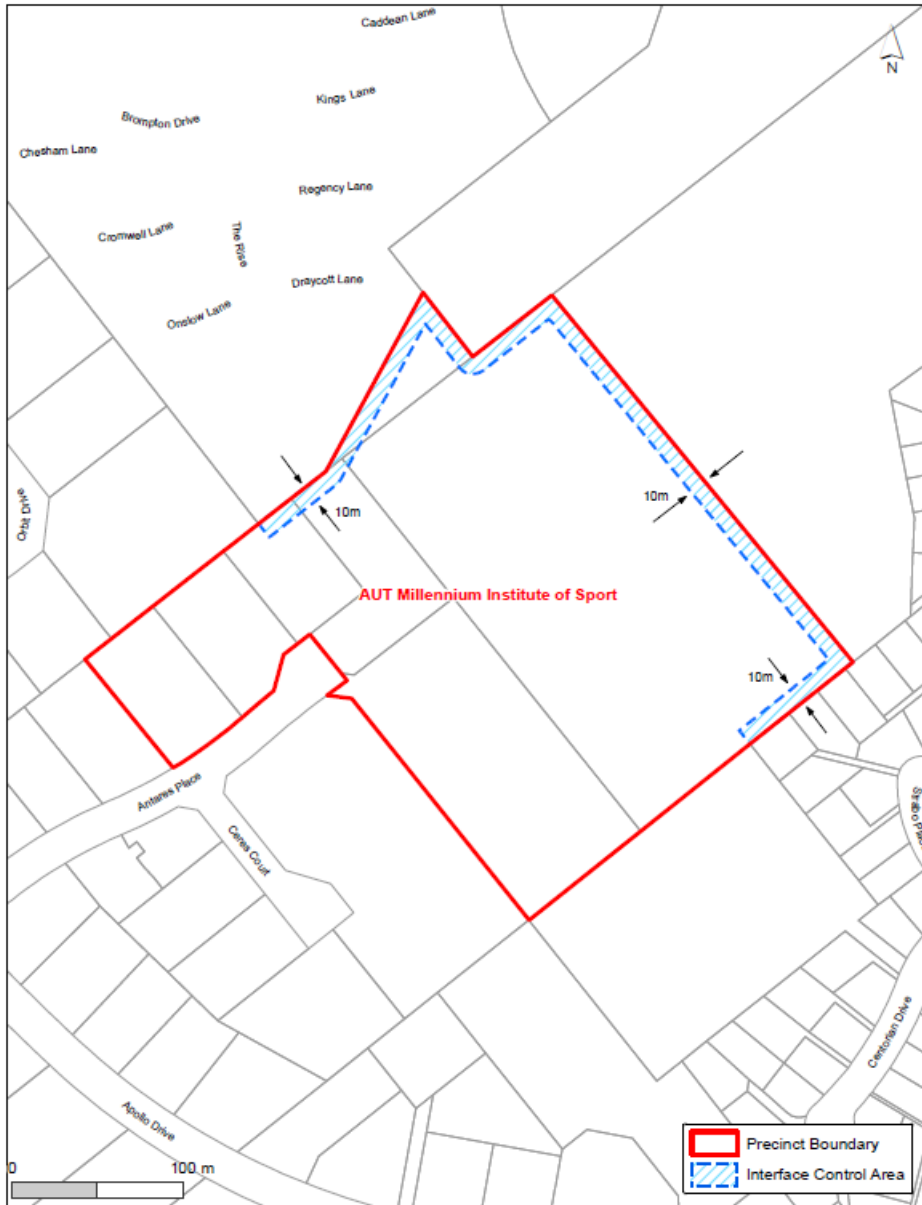 Caddean Lane
N
Kings Lane
Brompton Drive
Chesham Lane
Regency Lane
Cromwell Lane
The Rise
Draycott Lane
Onslow Lane
10m
10m
Orbit Drive
AUT Millennium Institute of Sport
10m
Antares Place
Strabo Place
Ceres Court
Centorian Drive
Apollo Drive
Precinct Boundary
Interface Control Area
0 100 m